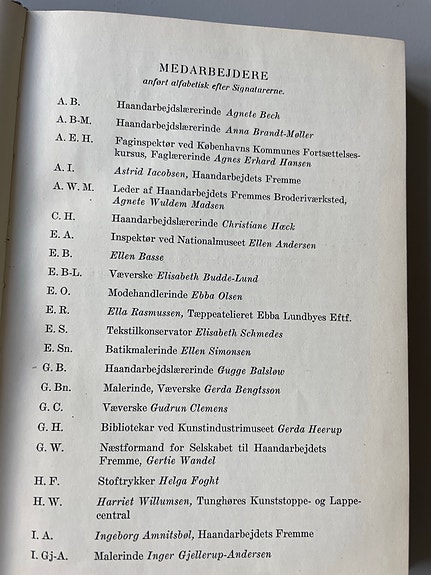 MEDARBEJDERE
anført alfabetisk efter Signaturerne.
A. B. Haandarbejdslærerinde Agnete Bech
A. B-M. Haandarbejdslærerinde Anna Brandt-Møller
A. E. H. Faginspektør ved Københavns Kommunes Fortsættelses-
kursus, Faglærerinde Agnes Erhard Hansen
A. I. Astrid Iacobsen, Haandarbejdets Fremme
A. W. M. Leder af Haandarbejdets Fremmes Broderiværksted,
Agnete Wuldem Madsen
C. H. Haandarbejdslærerinde Christiane Hæck
E. A. Inspektør ved Nationalmuseet Ellen Andersen
E. B. Ellen Basse
E. B-L. Væverske Elisabeth Budde-Lund
E. O. Modehandlerinde Ebba Olsen
E. R. Ella Rasmussen, Tæppeatelieret Ebba Lundbyes Eftf.
E. S. Tekstilkonservator Elisabeth Schmedes
E. Sn. Batikmalerinde Ellen Simonsen
G. B. Haandarbejdslærerinde Gugge Balsløw
G. Bn. Malerinde, Væverske Gerda Bengtsson
G. C. Væverske Gudrun Clemens
G. H. Bibliotekar ved Kunstindustrimuseet Gerda Heerup
G. W. Næstformand for Selskabet til Haandarbejdets
Fremme, Gertie Wandel
H. F. Stoftrykker Helga Foght
H. W. Harriet Willumsen, Tunghøres Kunststoppe- og Lappe-
central
I. A. Ingeborg Amnitsbøl, Haandarbejdets Fremme
I. Gj-A. Malerinde Inger Gjellerup-Andersen